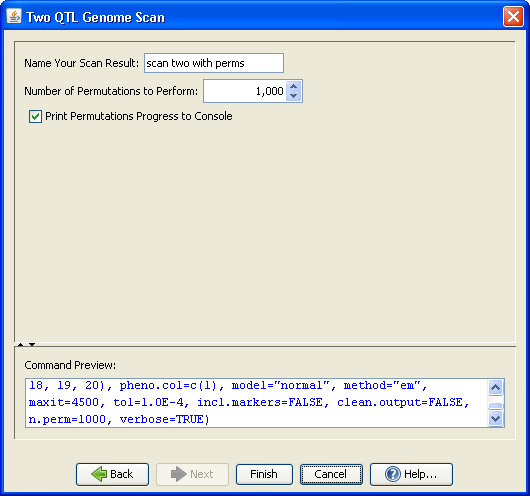 Two QTL Genome Scan
Name Your Scan Result: scan two with perms
Number of Permutations to Perform: 1,000
Print Permutations Progress to Console
Command Preview:
18, 19, 20), pheno.col=c(1), model="normal", method="em",
maxit=4500, tol=1.0E-4, incl.markers=FALSE, clean.output=FALSE,
n.perm=1000, verbose=TRUE)
Back Next Finish Cancel Help...